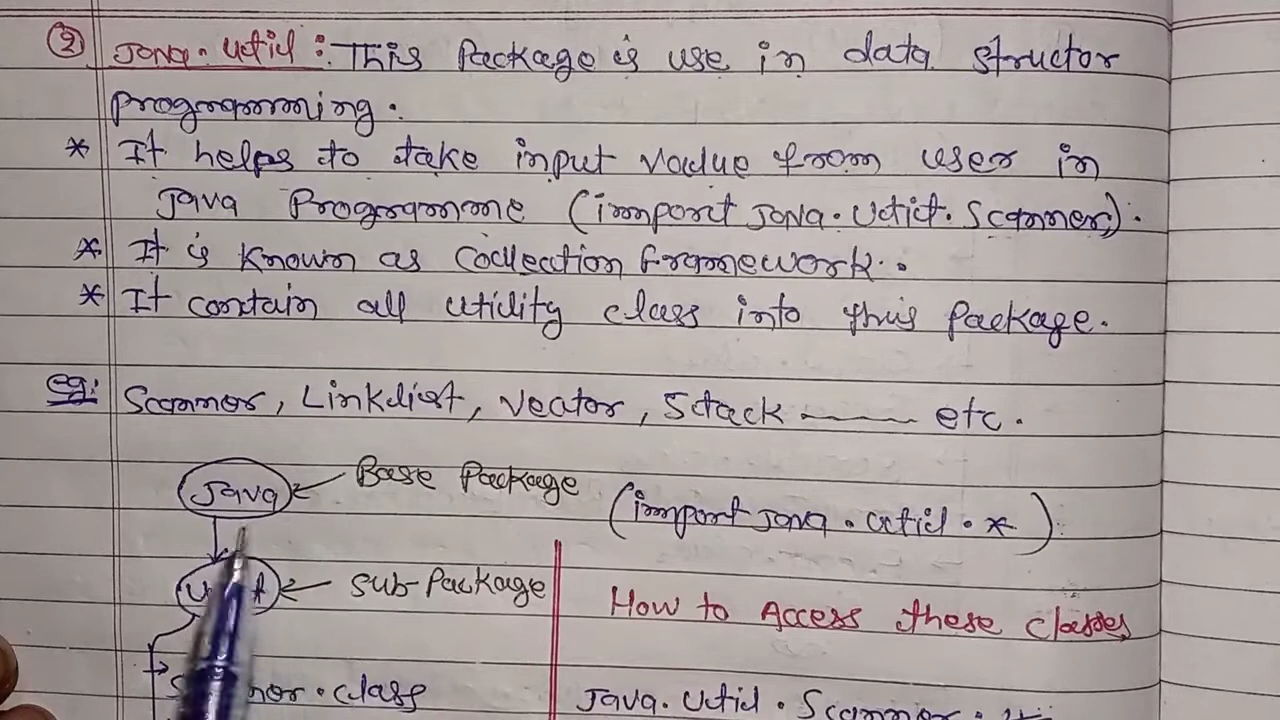 ② Java.util : This Package is use in data structor
Programming.
* It helps to take input value from user in
Java Programme (import Java.util.Scanner).
* It is known as Collection Framework.
* It contain all utility class into this Package.
eg: Scanner, Linklist, Vector, Stack —— etc.
Java ← Base Package
(import Java.util.*)
← Sub-Package
How to Access these classes
.class
Java.util.Scanner.